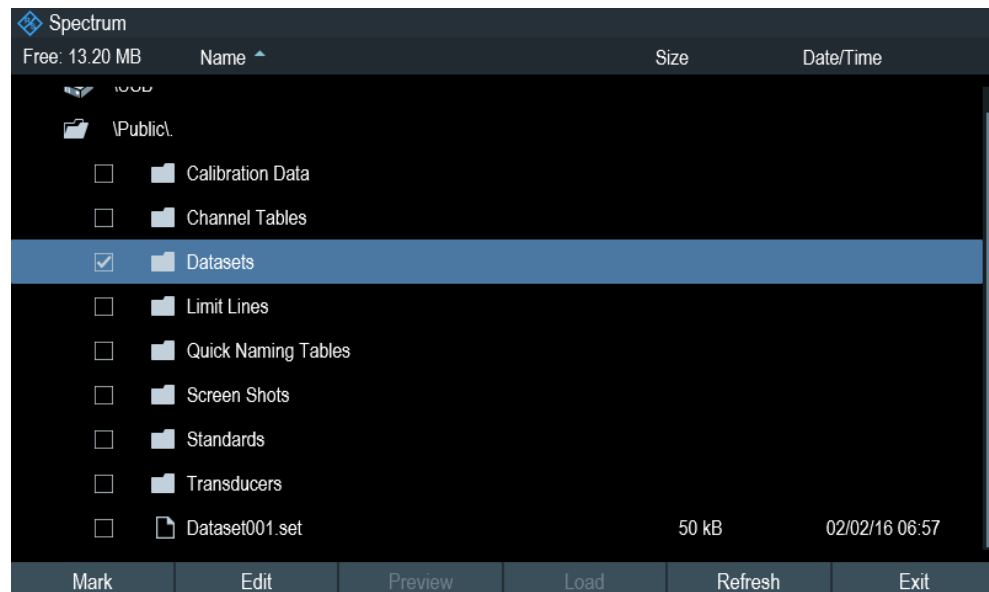 Spectrum
Free: 13.20 MB Name Size Date/Time
\Public\.
Calibration Data
Channel Tables
Datasets
Limit Lines
Quick Naming Tables
Screen Shots
Standards
Transducers
Dataset001.set 50 kB 02/02/16 06:57
Mark Edit Preview Load Refresh Exit